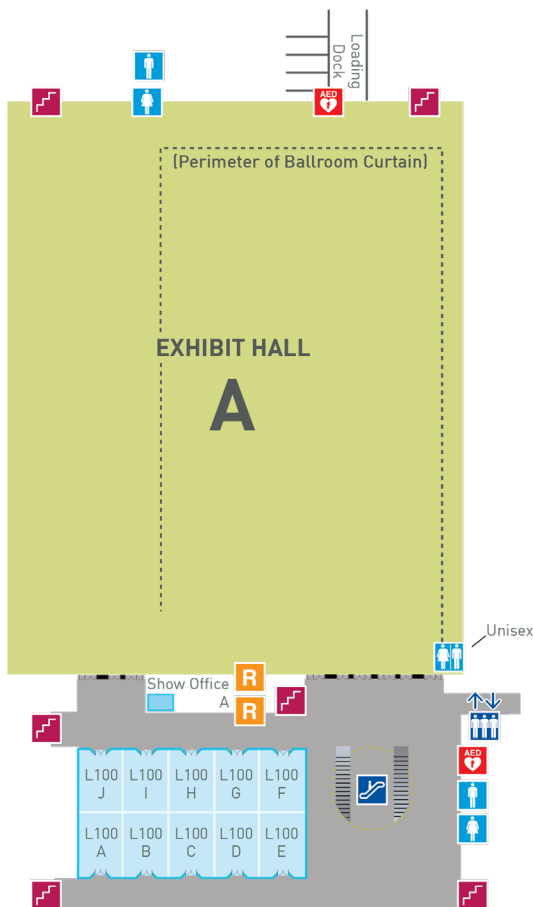 Loading
Dock
AED
(Perimeter of Ballroom Curtain)
EXHIBIT HALL
A
Unisex
Show Office
A
R
R
AED
L100
J
L100
I
L100
H
L100
G
L100
F
L100
A
L100
B
L100
C
L100
D
L100
E